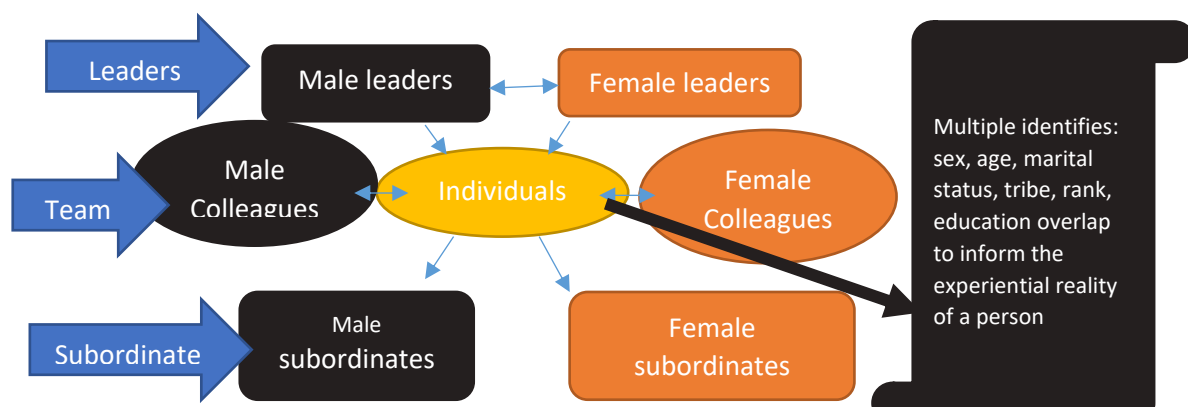 Leaders
Male leaders
Female leaders
Team
Male
Colleagues
Individuals
Female
Colleagues
Subordinate
Male
subordinates
Female
subordinates
Multiple identifies:
sex, age, marital
status, tribe, rank,
education overlap
to inform the
experiential reality
of a person